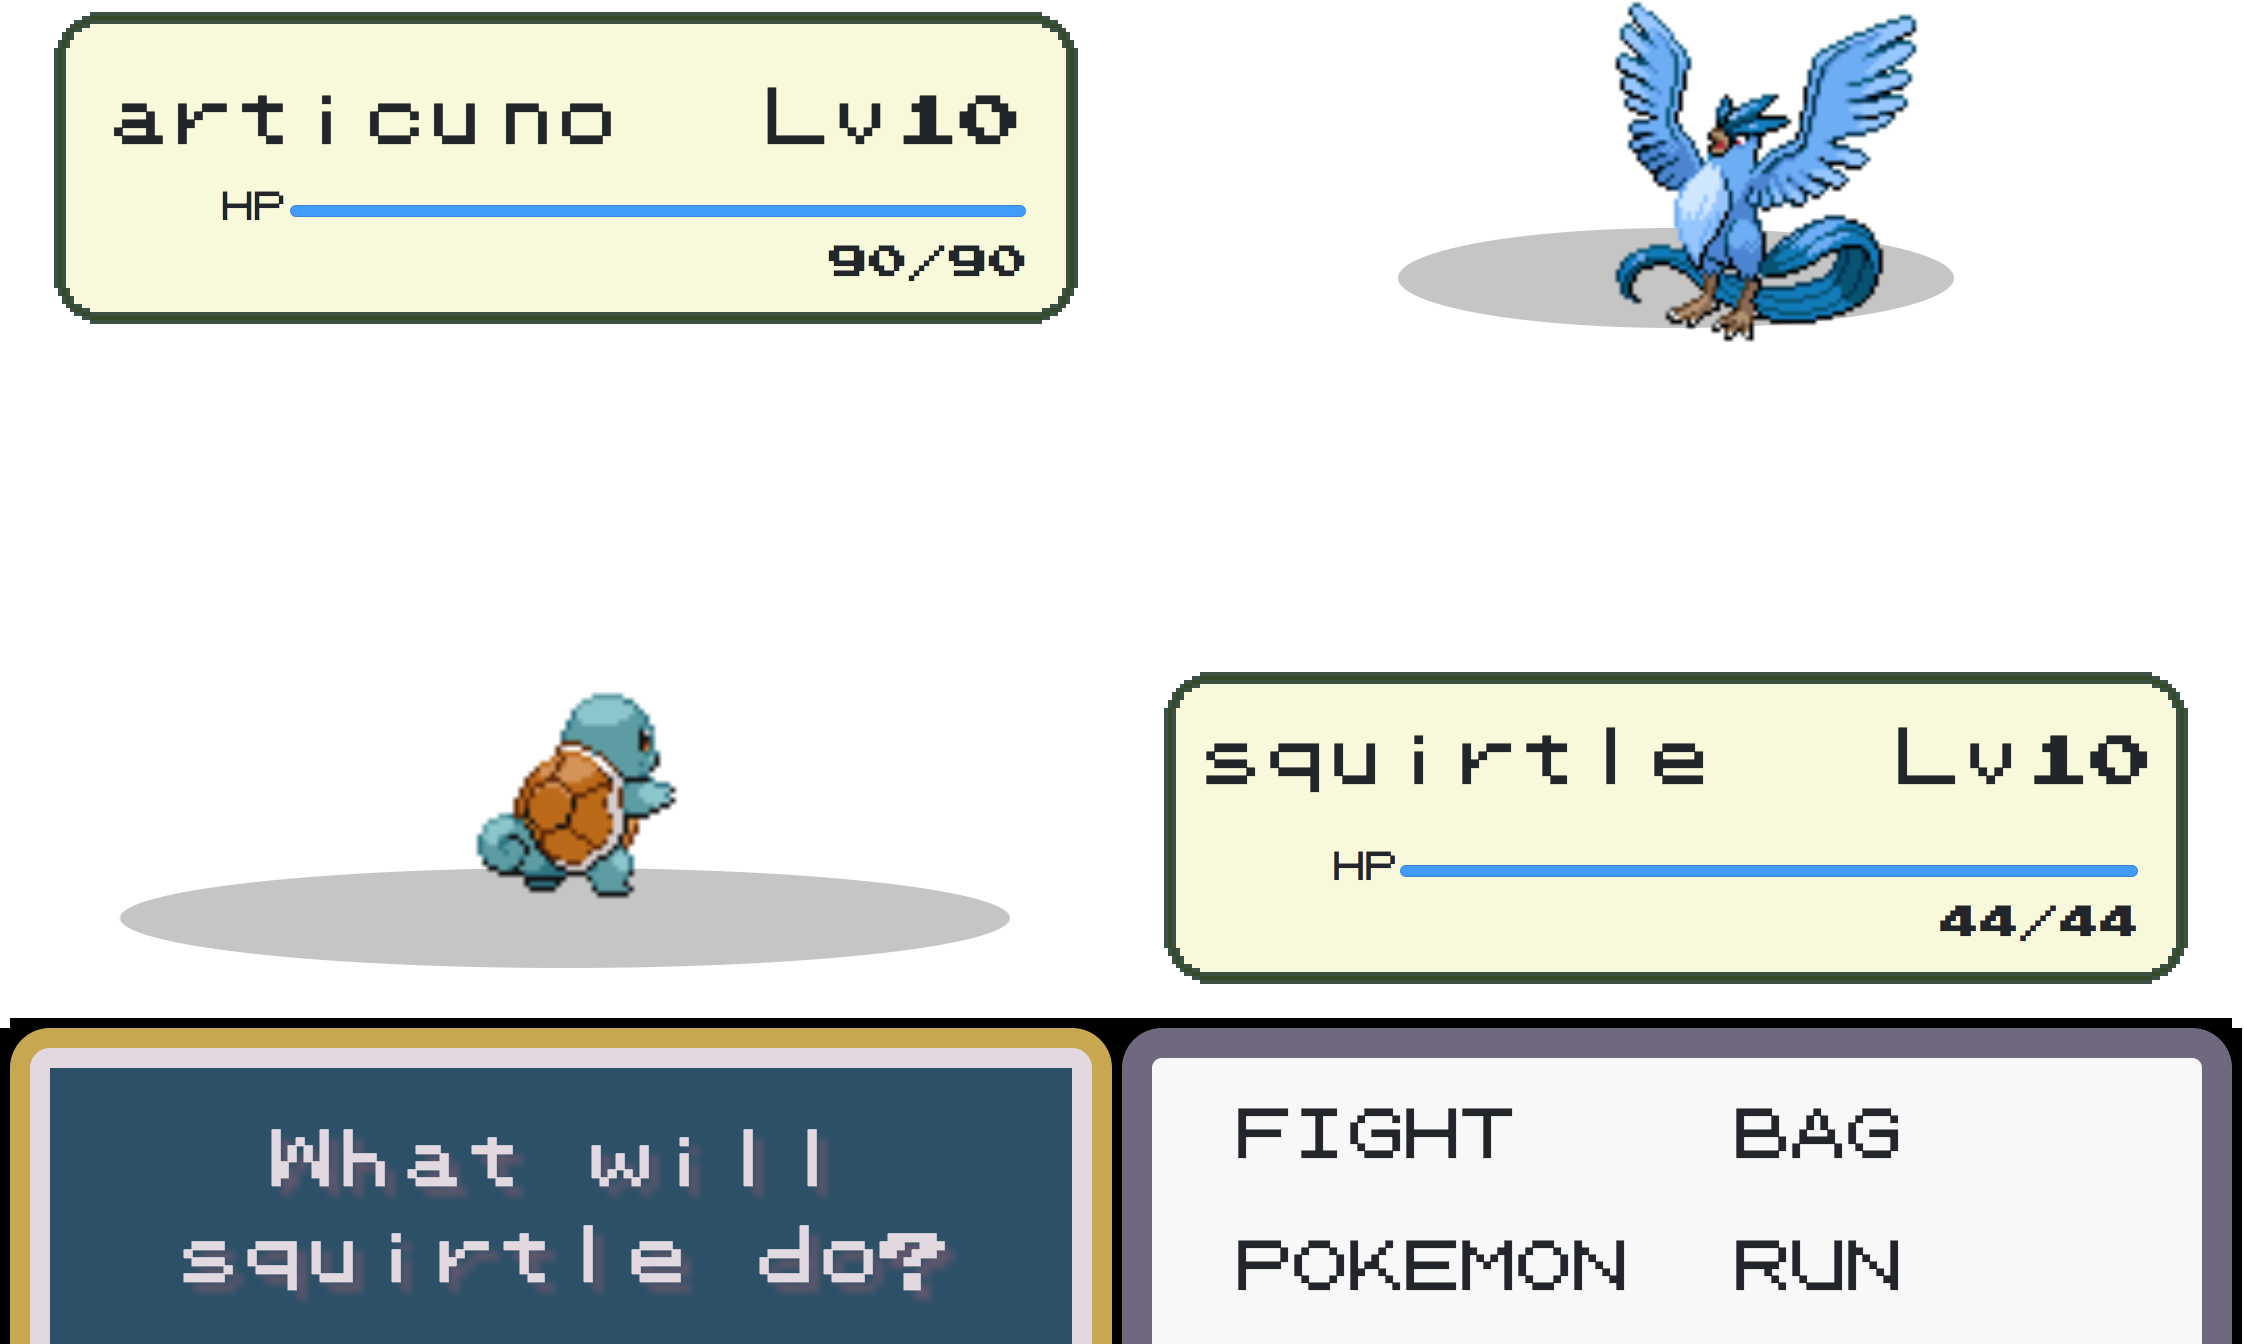 articuno Lv10
HP
90/90
squirtle Lv10
HP
44/44
What will
squirtle do?
FIGHT BAG
POKEMON RUN